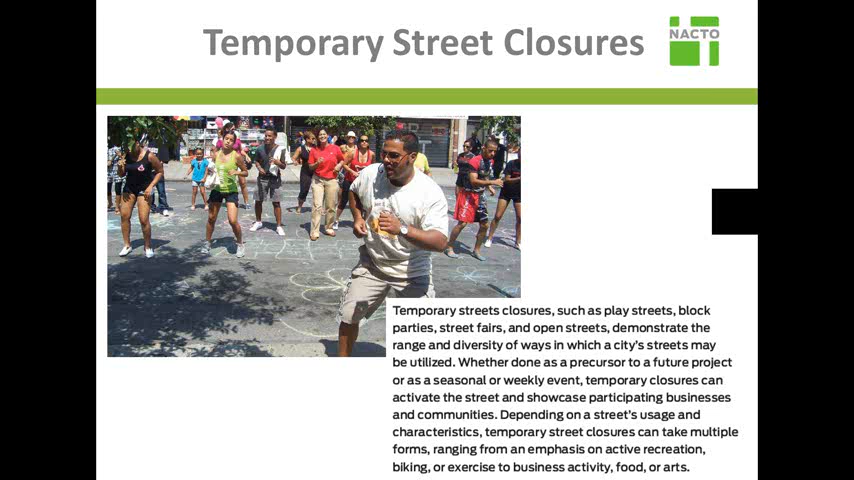 Temporary Street Closures
NACTO
Temporary streets closures, such as play streets, block
parties, street fairs, and open streets, demonstrate the
range and diversity of ways in which a city's streets may
be utilized. Whether done as a precursor to a future project
or as a seasonal or weekly event, temporary closures can
activate the street and showcase participating businesses
and communities. Depending on a street's usage and
characteristics, temporary street closures can take multiple
forms, ranging from an emphasis on active recreation,
biking, or exercise to business activity, food, or arts.